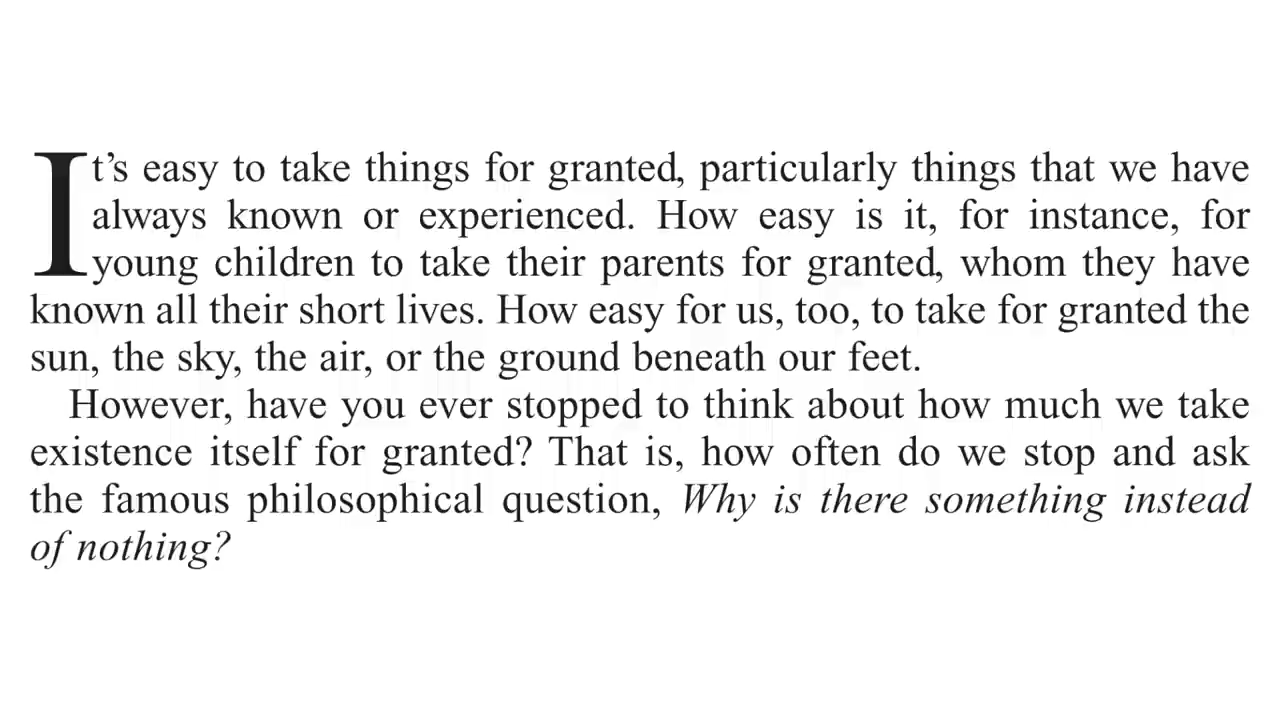 It’s easy to take things for granted, particularly things that we have
always known or experienced. How easy is it, for instance, for
young children to take their parents for granted, whom they have
known all their short lives. How easy for us, too, to take for granted the
sun, the sky, the air, or the ground beneath our feet.
However, have you ever stopped to think about how much we take
existence itself for granted? That is, how often do we stop and ask
the famous philosophical question, Why is there something instead
of nothing?